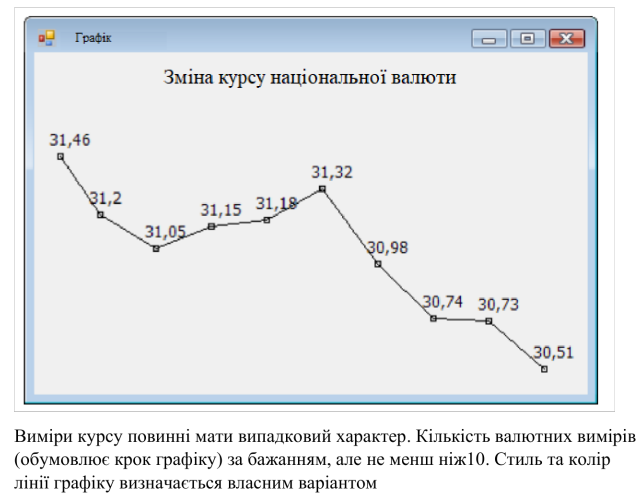 Графік
Зміна курсу національної валюти
31,46
31,2
31,05
31,15
31,18
31,32
30,98
30,74
30,73
30,51
Виміри курсу повинні мати випадковий характер. Кількість валютних вимірів
(обумовлює крок графіку) за бажанням, але не менш ніж10. Стиль та колір
лінії графіку визначається власним варіантом